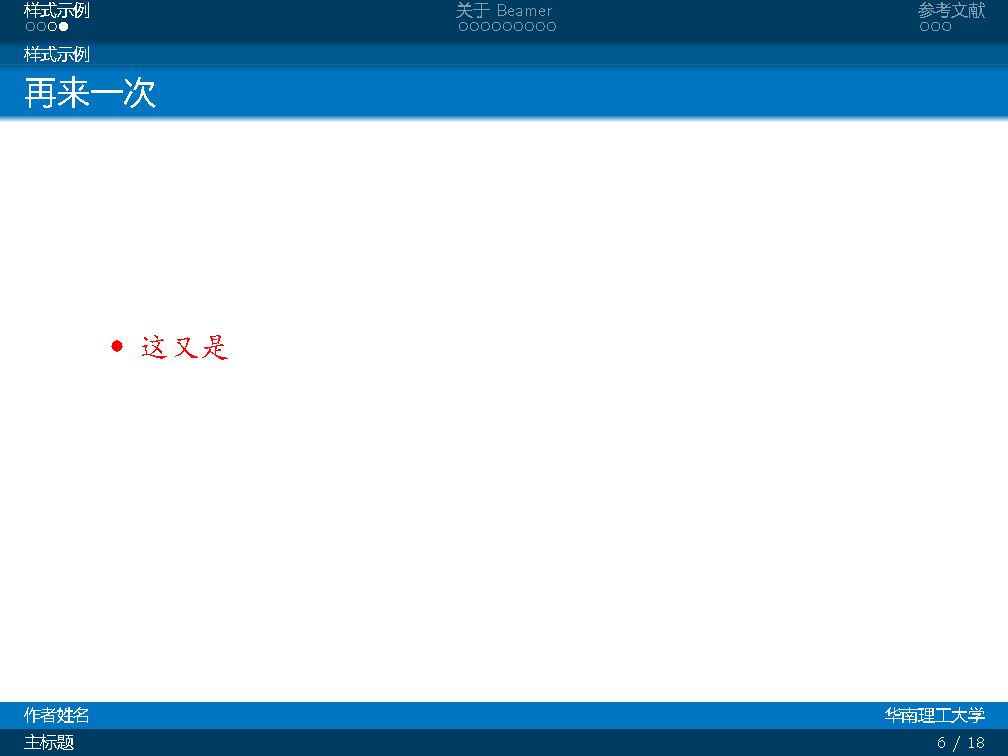 样式示例 关于 Beamer 参考文献
样式示例
再来一次
• 这又是
作者姓名 华南理工大学
主标题 6 / 18